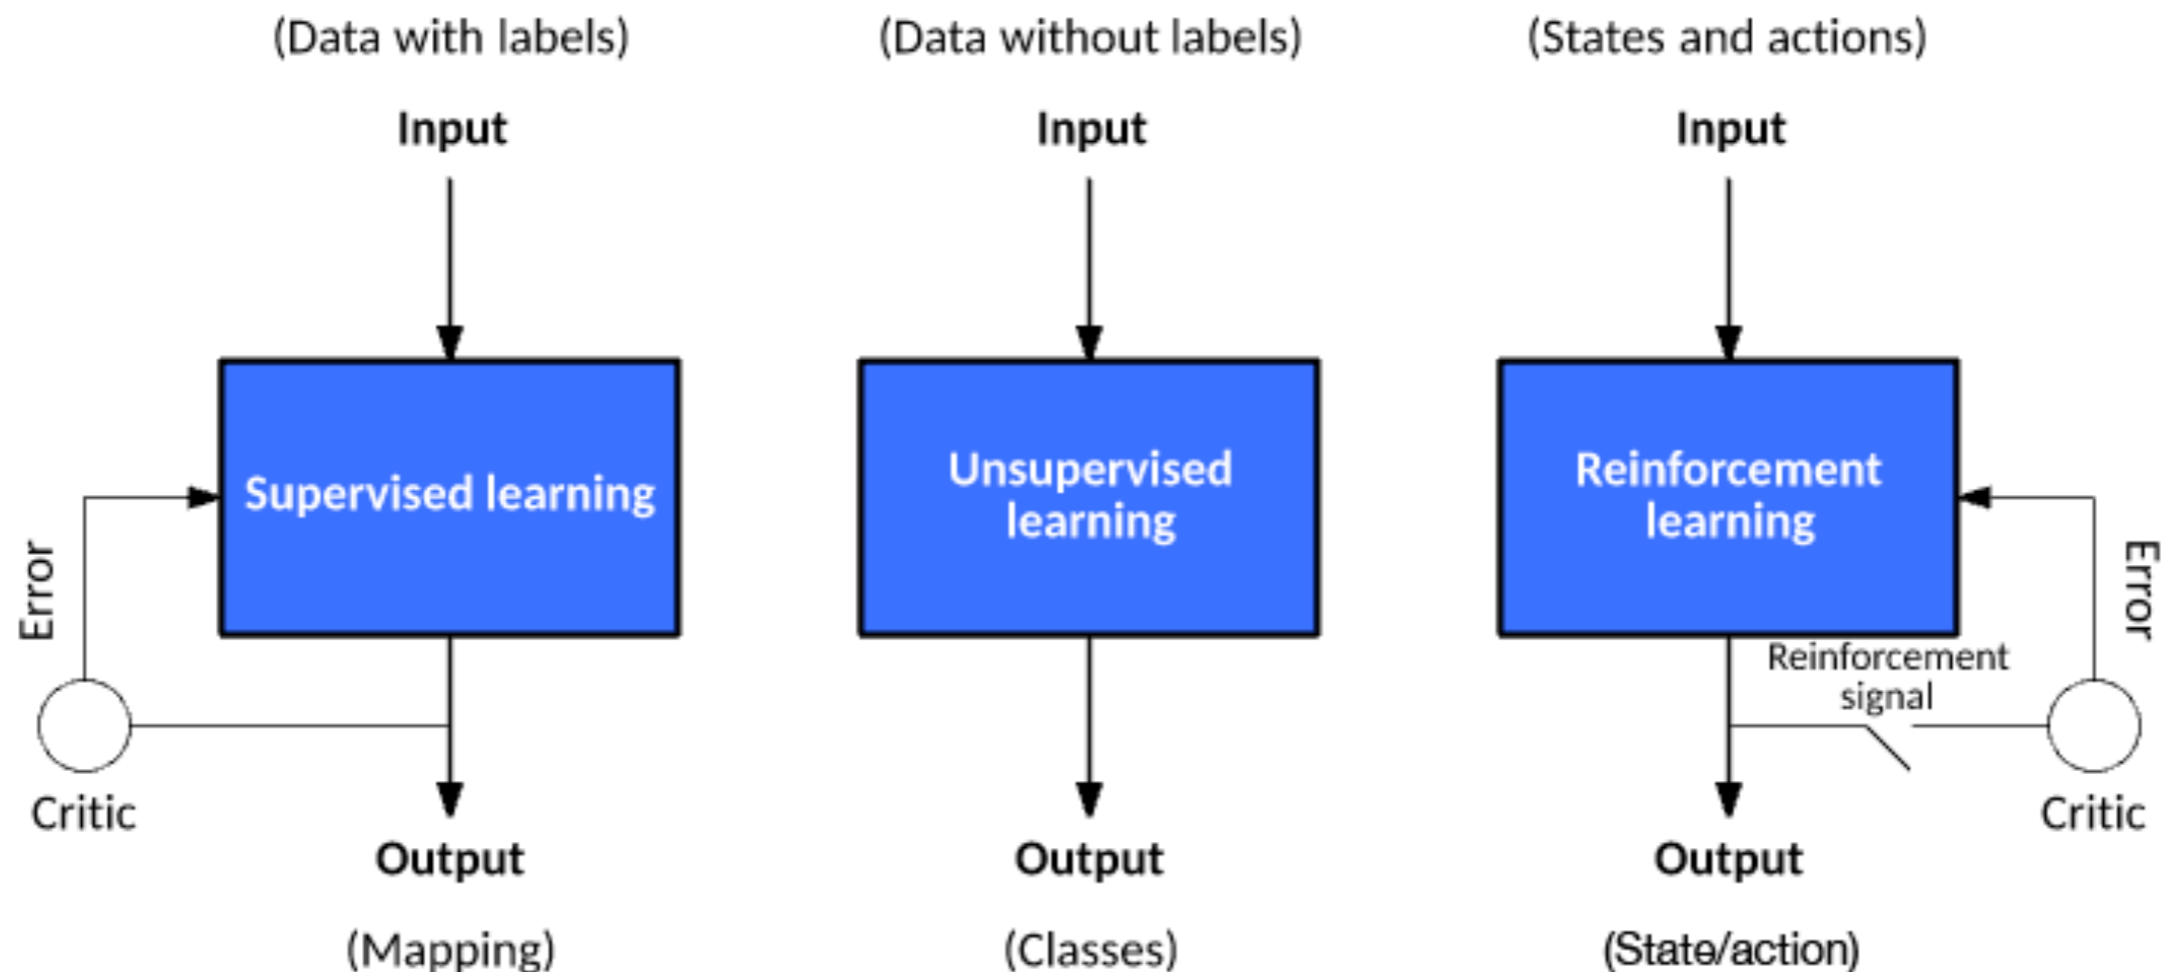 (Data with labels)
Input
Supervised learning
Error
Critic
Output
(Mapping)
(Data without labels)
Input
Unsupervised
learning
Output
(Classes)
(States and actions)
Input
Reinforcement
learning
Error
Reinforcement
signal
Critic
Output
(State/action)